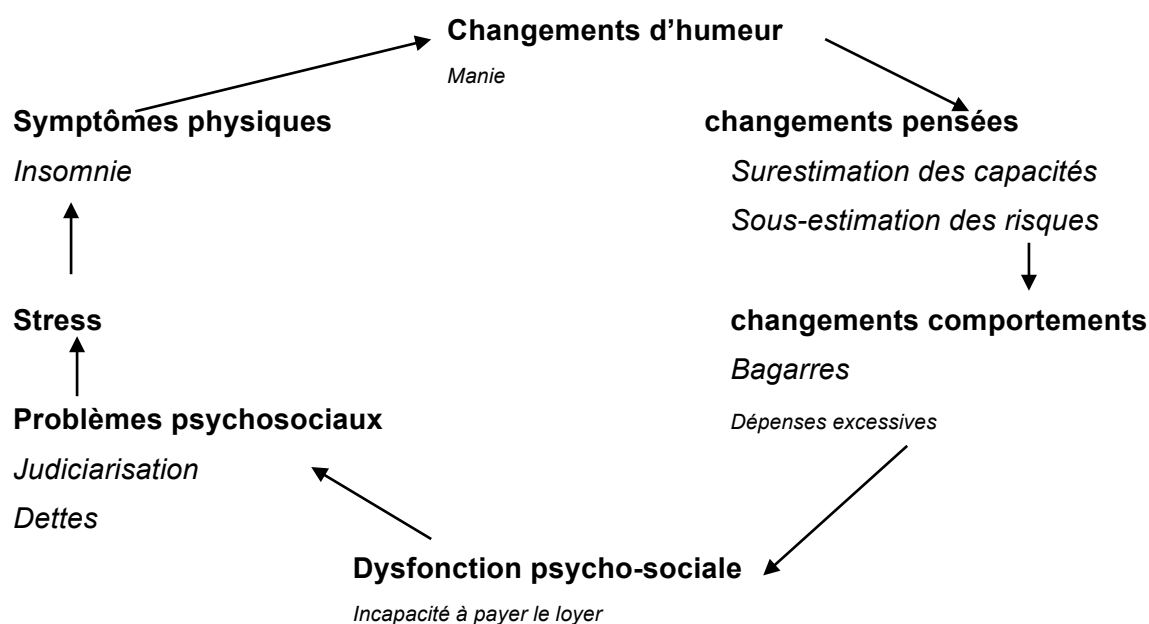 Changements d’humeur
Manie
Symptômes physiques
Insomnie
changements pensées
Surestimation des capacités
Sous-estimation des risques
Stress
changements comportements
Bagarres
Dépenses excessives
Problèmes psychosociaux
Judiciarisation
Dettes
Dysfonction psycho-sociale
Incapacité à payer le loyer